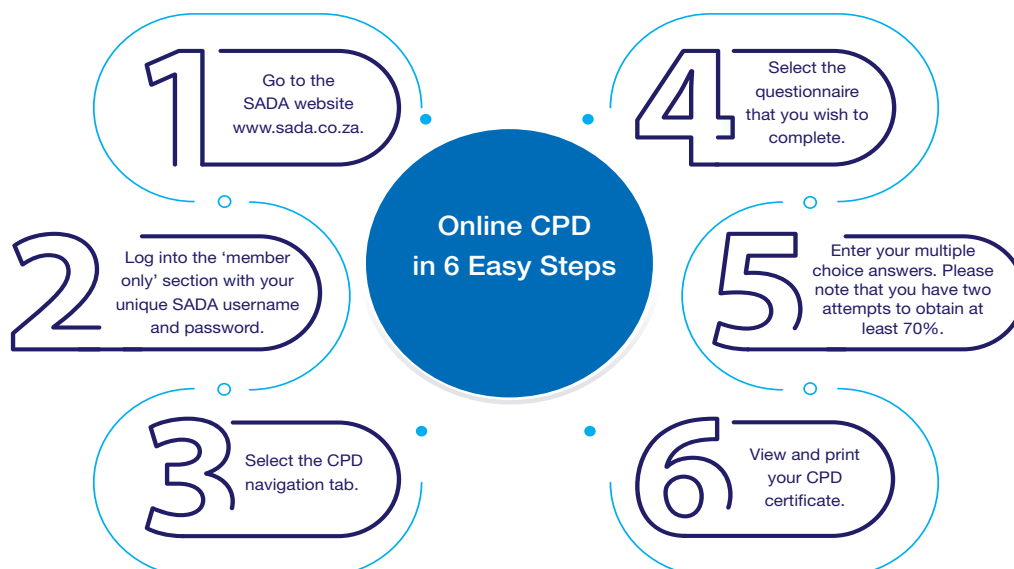 Online CPD
in 6 Easy Steps
1
Go to the
SADA website
www.sada.co.za.
2
Log into the ‘member
only’ section with your
unique SADA username
and password.
3
Select the CPD
navigation tab.
4
Select the
questionnaire
that you wish to
complete.
5
Enter your multiple
choice answers. Please
note that you have two
attempts to obtain at
least 70%.
6
View and print
your CPD
certificate.